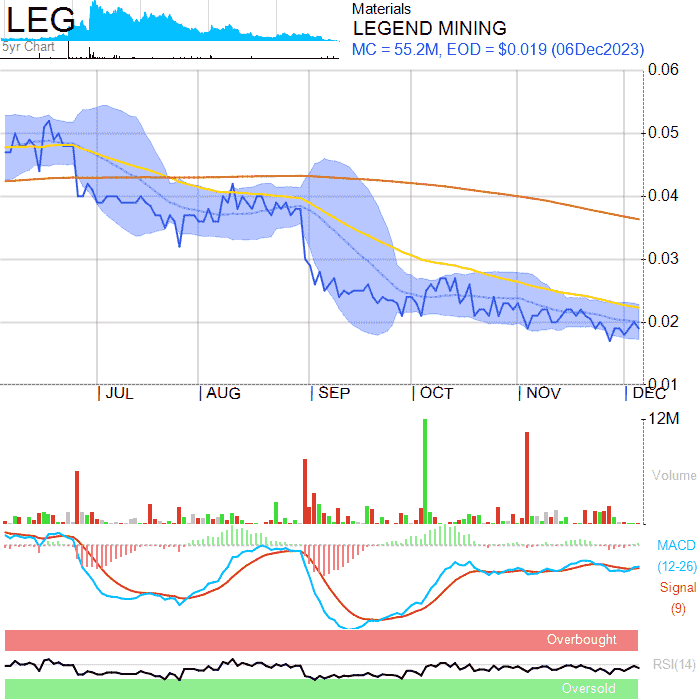 LEG
5yr Chart
Materials
LEGEND MINING
MC = 55.2M, EOD = $0.019 (06Dec2023)
0.06
0.05
0.04
0.03
0.02
0.01
JUL
AUG
SEP
OCT
NOV
DEC
12M
Volume
MACD
(12-26)
Signal
(9)
Overbought
RSI(14)
Oversold